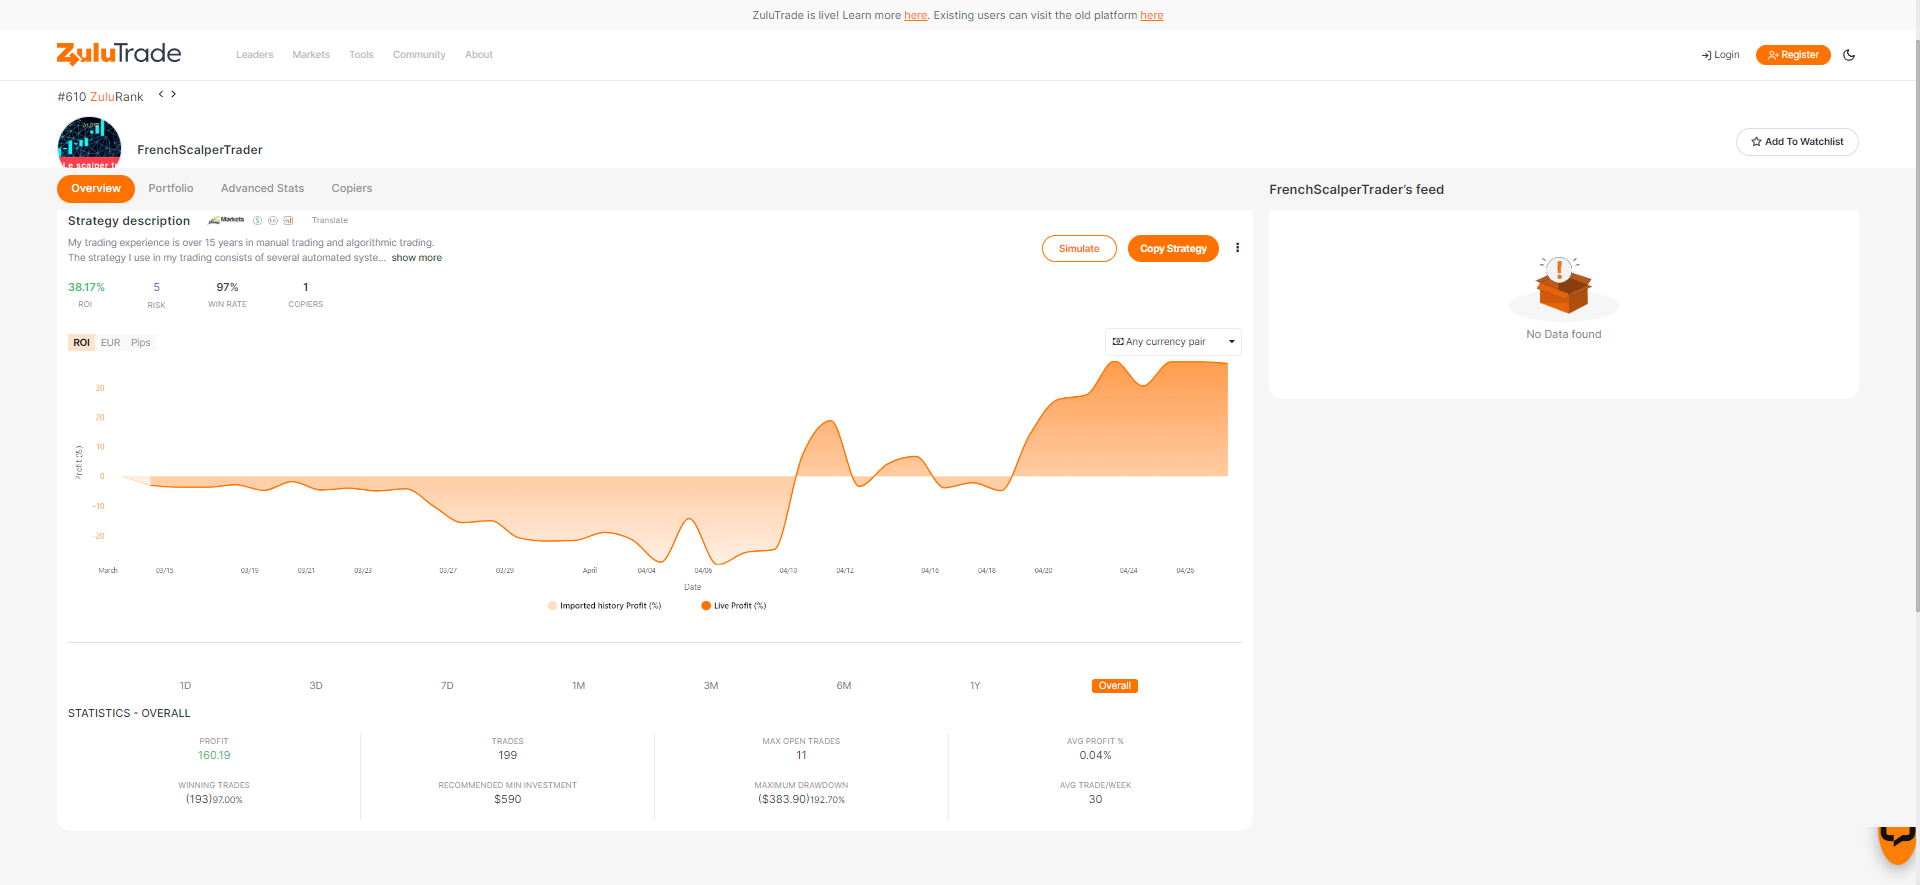 ZuluTrade is live! Learn more here. Existing users can visit the old platform here
ZuluTrade
Leaders Markets Tools Community About
Login Register
#610 ZuluRank
FrenchScalperTrader
Add To Watchlist
Overview Portfolio Advanced Stats Copiers
FrenchScalperTrader's feed
Strategy description Markets Translate
My trading experience is over 15 years in manual trading and algorithmic trading.
The strategy I use in my trading consists of several automated syste... show more
Simulate Copy Strategy
38.17% 5 97% 1
ROI RISK WIN RATE COPIERS
No Data found
ROI EUR Pips
Any currency pair
30
20
10
0
-10
-20
Profit (%)
March 03/15 03/19 03/21 03/23 03/27 03/29 April 04/04 04/06 04/10 04/12 04/16 04/18 04/20 04/24 04/26
Date
Imported history Profit (%) Live Profit (%)
1D 3D 7D 1M 3M 6M 1Y Overall
STATISTICS - OVERALL
PROFIT TRADES MAX OPEN TRADES AVG PROFIT %
160.19 199 11 0.04%
WINNING TRADES RECOMMENDED MIN INVESTMENT MAXIMUM DRAWDOWN AVG TRADE/WEEK
(193)97.00% $590 ($383.90)192.70% 30